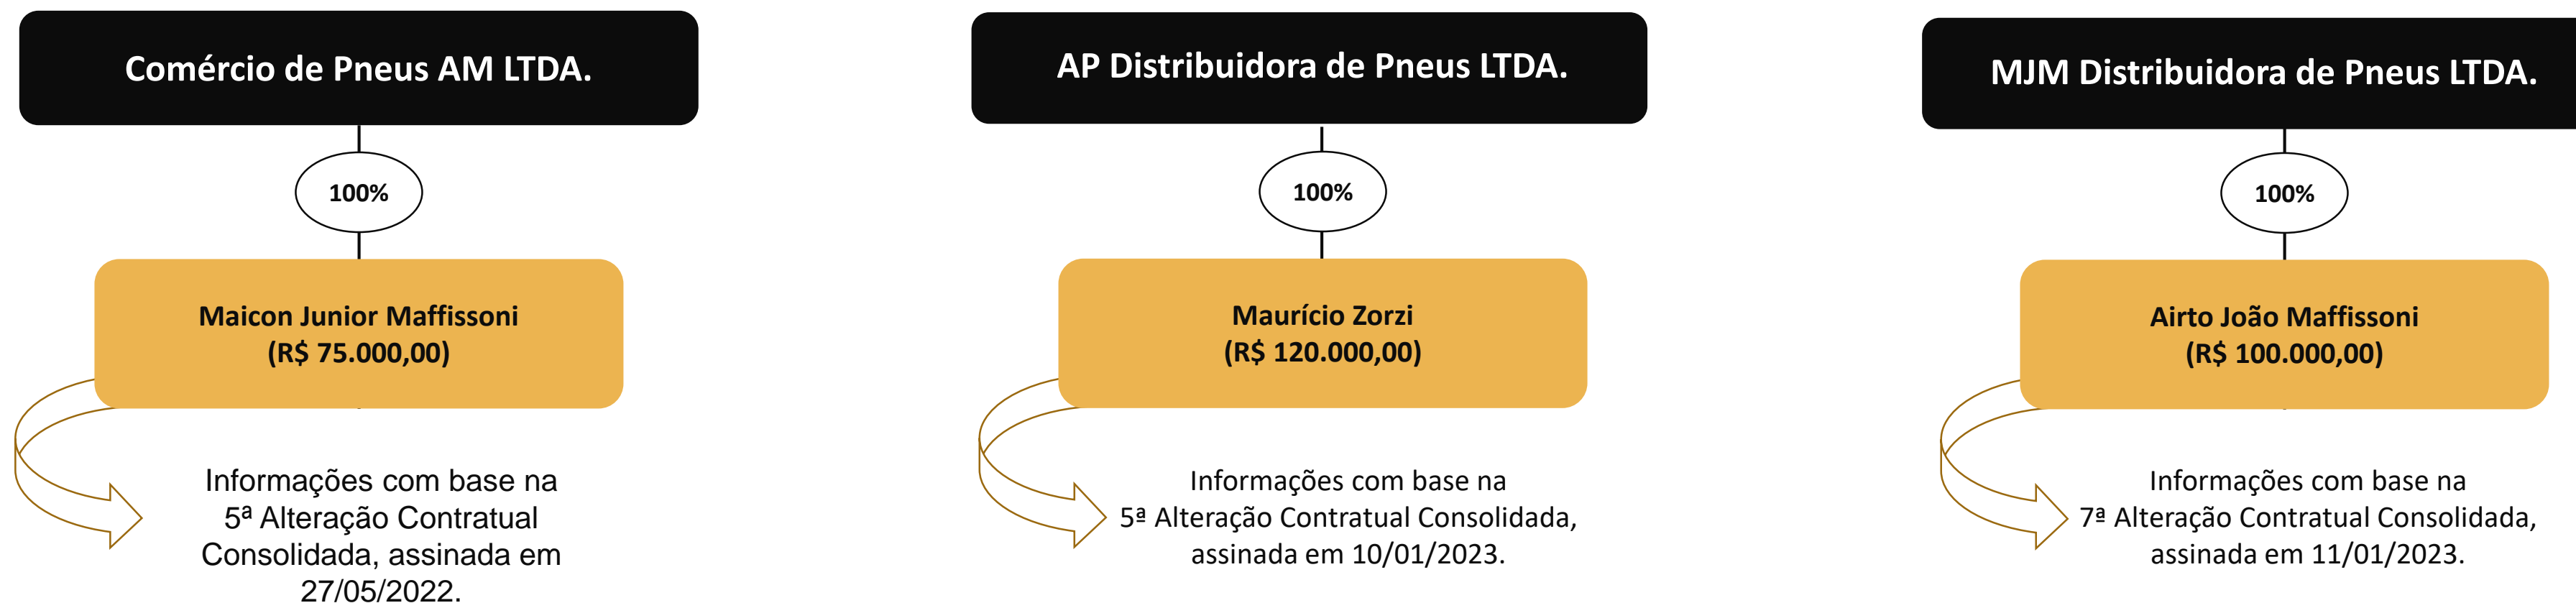 Comércio de Pneus AM LTDA.
100%
Maicon Junior Maffissoni
(R$ 75.000,00)
Informações com base na
5ª Alteração Contratual
Consolidada, assinada em
27/05/2022.
AP Distribuidora de Pneus LTDA.
100%
Maurício Zorzi
(R$ 120.000,00)
Informações com base na
5ª Alteração Contratual Consolidada,
assinada em 10/01/2023.
MJM Distribuidora de Pneus LTDA.
100%
Airto João Maffissoni
(R$ 100.000,00)
Informações com base na
7ª Alteração Contratual Consolidada,
assinada em 11/01/2023.